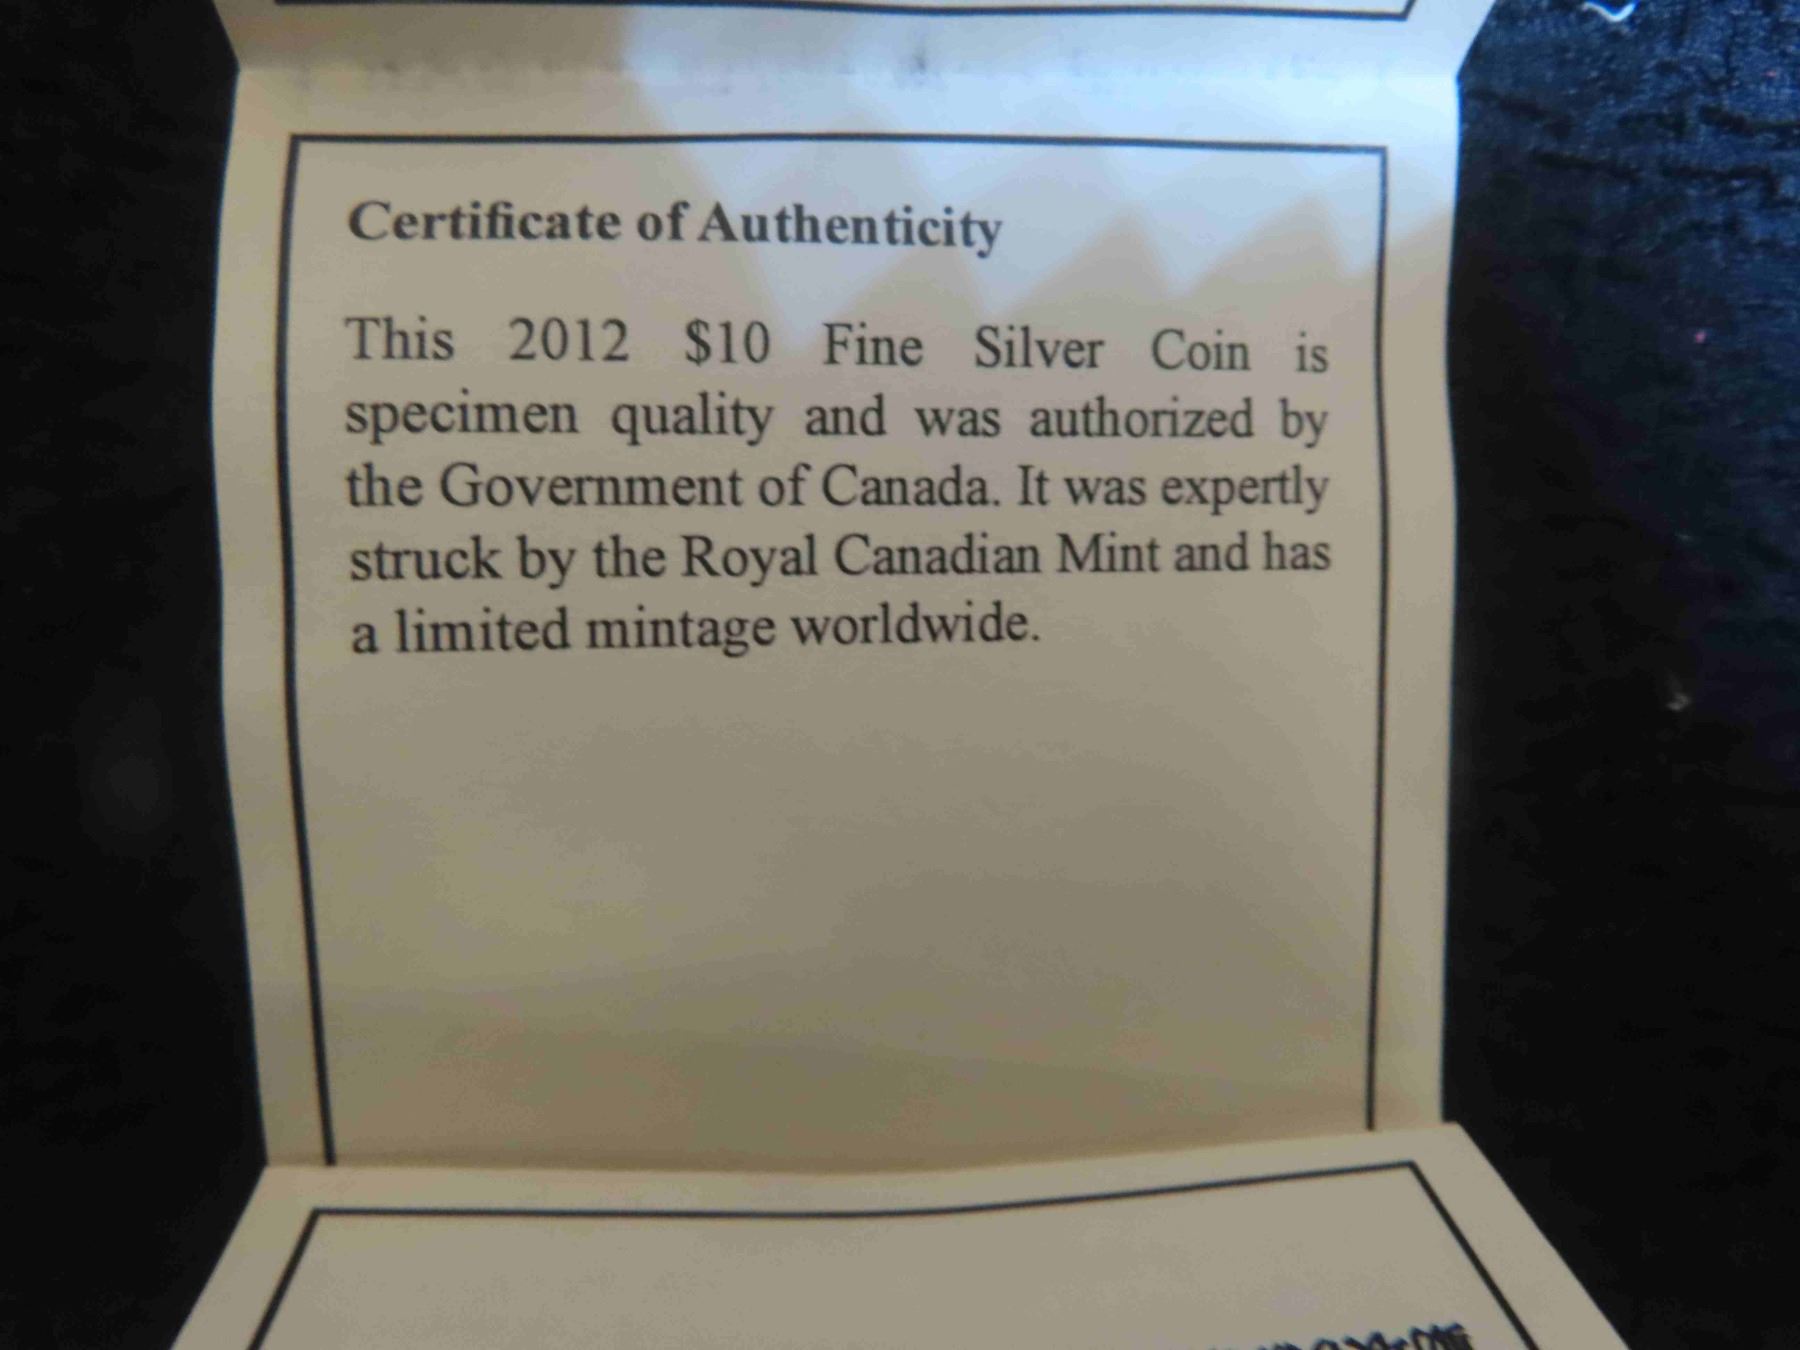 Certificate of Authenticity
This 2012 $10 Fine Silver Coin is
specimen quality and was authorized by
the Government of Canada. It was expertly
struck by the Royal Canadian Mint and has
a limited mintage worldwide.